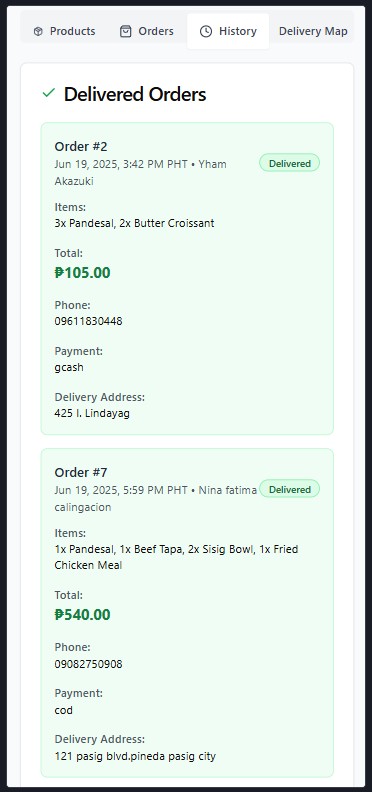 Products Orders History Delivery Map
Delivered Orders
Order #2
Jun 19, 2025, 3:42 PM PHT • Yham
Akazuki
Delivered
Items:
3x Pandesal, 2x Butter Croissant
Total:
₱105.00
Phone:
09611830448
Payment:
gcash
Delivery Address:
425 I. Lindayag
Order #7
Jun 19, 2025, 5:59 PM PHT • Nina fatima
calingacion
Delivered
Items:
1x Pandesal, 1x Beef Tapa, 2x Sisig Bowl, 1x Fried
Chicken Meal
Total:
₱540.00
Phone:
09082750908
Payment:
cod
Delivery Address:
121 pasig blvd.pineda pasig city